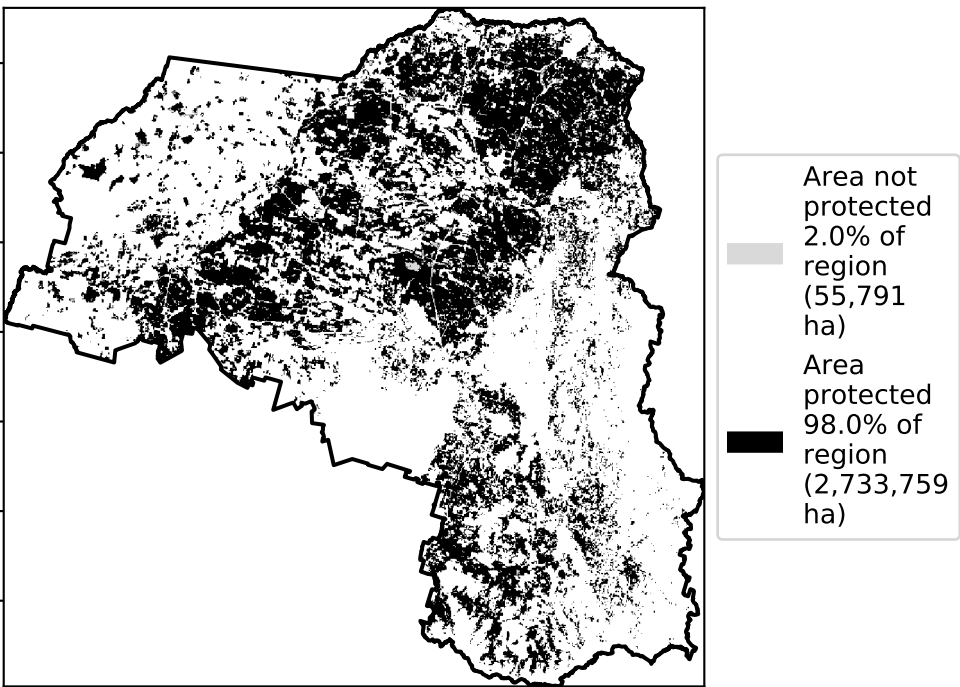 Area not
protected
2.0% of
region
(55,791
ha)
Area
protected
98.0% of
region
(2,733,759
ha)